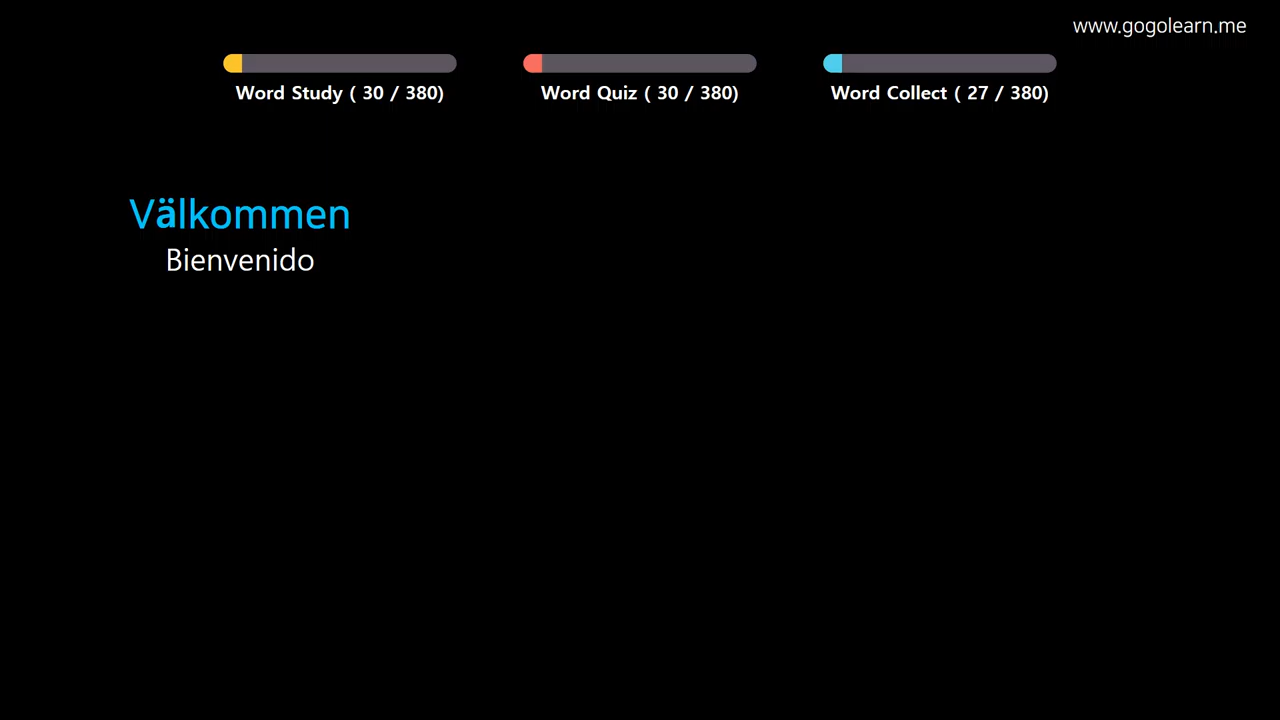 www.gogolearn.me
Word Study ( 30 / 380)
Word Quiz ( 30 / 380)
Word Collect ( 27 / 380)
Välkommen
Bienvenido